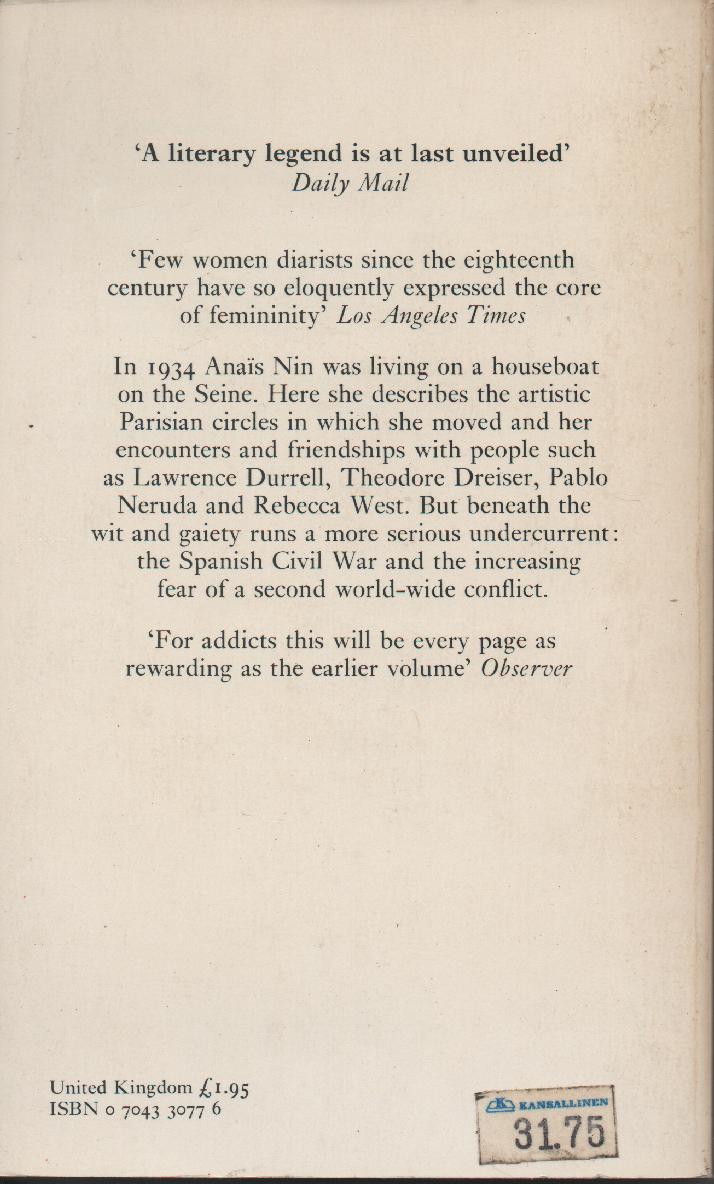 ‘A literary legend is at last unveiled’
Daily Mail
‘Few women diarists since the eighteenth
century have so eloquently expressed the core
of femininity’ Los Angeles Times
In 1934 Anaïs Nin was living on a houseboat
on the Seine. Here she describes the artistic
Parisian circles in which she moved and her
encounters and friendships with people such
as Lawrence Durrell, Theodore Dreiser, Pablo
Neruda and Rebecca West. But beneath the
wit and gaiety runs a more serious undercurrent:
the Spanish Civil War and the increasing
fear of a second world-wide conflict.
‘For addicts this will be every page as
rewarding as the earlier volume’ Observer
United Kingdom £1.95
ISBN 0 7043 3077 6
K KANSALLINEN
31.75